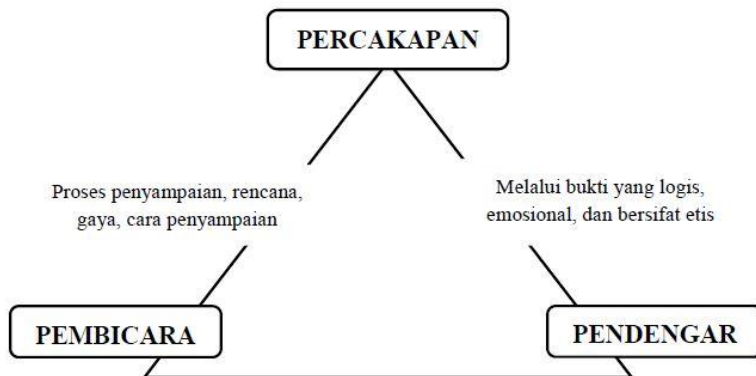 PERCAKAPAN
Proses penyampaian, rencana,
gaya, cara penyampaian
Melalui bukti yang logis,
emosional, dan bersifat etis
PEMBICARA
PENDENGAR